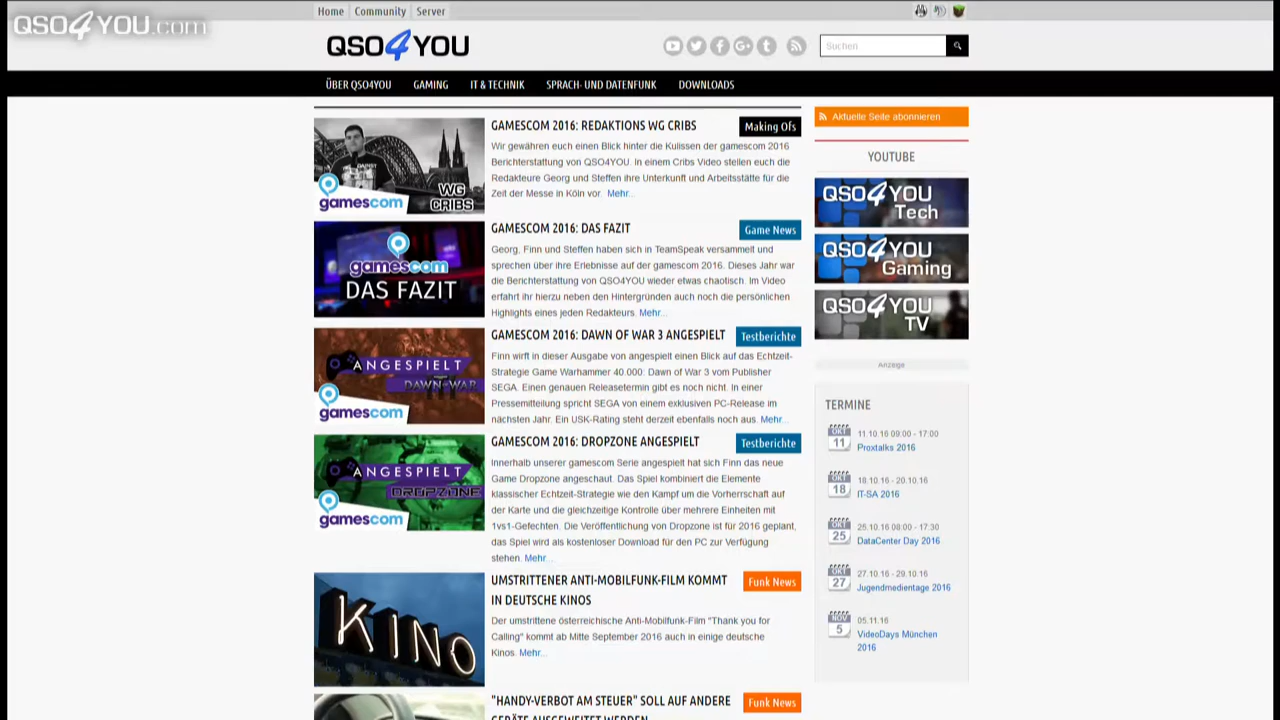 QSO4YOU.com
Home Community Server
QSO4YOU
Suchen
ÜBER QSO4YOU GAMING IT & TECHNIK SPRACH- UND DATENFUNK DOWNLOADS
WG CRIBS
gamescom
GAMESCOM 2016: REDAKTIONS WG CRIBS
Making Ofs
Wir gewähren euch einen Blick hinter die Kulissen der gamescom 2016
Berichterstattung von QSO4YOU. In einem Cribs Video stellen euch die
Redakteure Georg und Steffen ihre Unterkunft und Arbeitsstätte für die
Zeit der Messe in Köln vor. Mehr...
gamescom
DAS FAZIT
GAMESCOM 2016: DAS FAZIT
Game News
Georg, Finn und Steffen haben sich in TeamSpeak versammelt und
sprechen über ihre Erlebnisse auf der gamescom 2016. Dieses Jahr war
die Berichterstattung von QSO4YOU wieder etwas chaotisch. Im Video
erfahrt ihr hierzu neben den Hintergründen auch noch die persönlichen
Highlights eines jeden Redakteurs. Mehr...
ANGESPIELT
DAWN OF WAR III
gamescom
GAMESCOM 2016: DAWN OF WAR 3 ANGESPIELT
Testberichte
Finn wirft in dieser Ausgabe von angespielt einen Blick auf das Echtzeit-
Strategie Game Warhammer 40.000: Dawn of War 3 vom Publisher
SEGA. Einen genauen Releasetermin gibt es noch nicht. In einer
Pressemitteilung spricht SEGA von einem exklusiven PC-Release im
nächsten Jahr. Ein USK-Rating steht derzeit ebenfalls noch aus. Mehr...
ANGESPIELT
DROPZONE
gamescom
GAMESCOM 2016: DROPZONE ANGESPIELT
Testberichte
Innerhalb unserer gamescom Serie angespielt hat sich Finn das neue
Game Dropzone angeschaut. Das Spiel kombiniert die Elemente
klassischer Echtzeit-Strategie wie den Kampf um die Vorherrschaft auf
der Karte und die gleichzeitige Kontrolle über mehrere Einheiten mit
1vs1-Gefechten. Die Veröffentlichung von Dropzone ist für 2016 geplant,
das Spiel wird als kostenloser Download für den PC zur Verfügung
stehen. Mehr...
KINO
UMSTRITTENER ANTI-MOBILFUNK-FILM KOMMT
IN DEUTSCHE KINOS
Funk News
Der umstrittene österreichische Anti-Mobilfunk-Film "Thank you for
Calling" kommt ab Mitte September 2016 auch in einige deutsche
Kinos. Mehr...
"HANDY-VERBOT AM STEUER" SOLL AUF ANDERE
GERÄTE AUSGEWEITET WERDEN
Funk News
Aktuelle Seite abonnieren
YOUTUBE
QSO4YOU
Tech
QSO4YOU
Gaming
QSO4YOU
TV
Anzeige
TERMINE
OKT
11
11.10.16 09:00 - 17:00
Proxtalks 2016
OKT
18
18.10.16 - 20.10.16
IT-SA 2016
OKT
25
25.10.16 08:00 - 17:30
DataCenter Day 2016
OKT
27
27.10.16 - 29.10.16
Jugendmedientage 2016
NOV
5
05.11.16
VideoDays München
2016